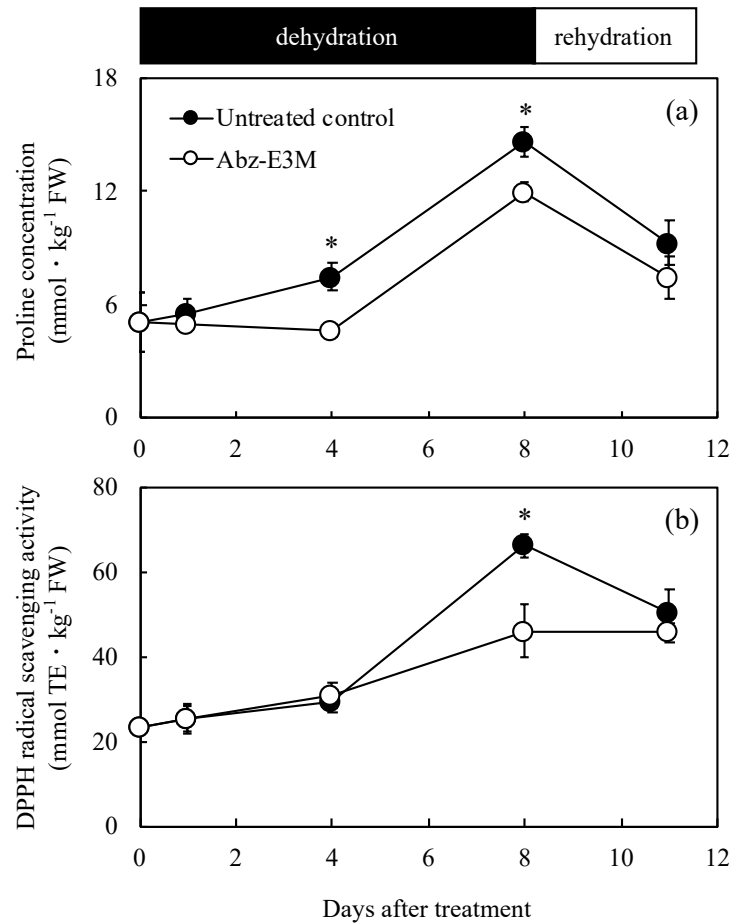 dehydration rehydration
18
(a)
Untreated control
*
Abz-E3M
12
*
6
0
Proline concentration
(mmol・kg⁻¹ FW)
0 2 4 6 8 10 12
80
(b)
*
60
40
20
0
DPPH radical scavenging activity
(mmol TE・kg⁻¹ FW)
0 2 4 6 8 10 12
Days after treatment